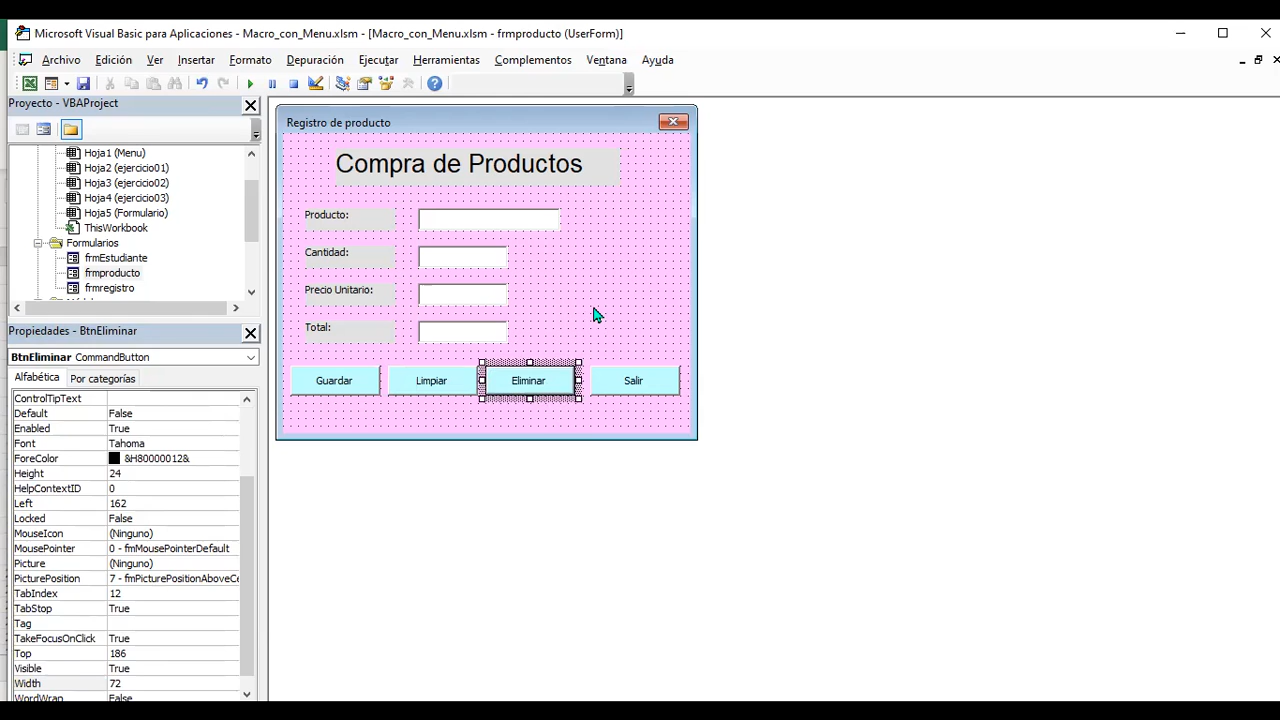 Microsoft Visual Basic para Aplicaciones - Macro_con_Menu.xlsm - [Macro_con_Menu.xlsm - frmproducto (UserForm)]
Archivo Edición Ver Insertar Formato Depuración Ejecutar Herramientas Complementos Ventana Ayuda
Proyecto - VBAProject
Hoja1 (Menu)
Hoja2 (ejercicio01)
Hoja3 (ejercicio02)
Hoja4 (ejercicio03)
Hoja5 (Formulario)
ThisWorkbook
Formularios
frmEstudiante
frmproducto
frmregistro
Propiedades - BtnEliminar
BtnEliminar CommandButton
Alfabética Por categorías
ControlTipText
Default False
Enabled True
Font Tahoma
ForeColor &H80000012&
Height 24
HelpContextID 0
Left 162
Locked False
MouseIcon (Ninguno)
MousePointer 0 - fmMousePointerDefault
Picture (Ninguno)
PicturePosition 7 - fmPicturePositionAboveCe
TabIndex 12
TabStop True
Tag
TakeFocusOnClick True
Top 186
Visible True
Width 72
WordWrap False
Registro de producto
Compra de Productos
Producto:
Cantidad:
Precio Unitario:
Total:
Guardar Limpiar Eliminar Salir